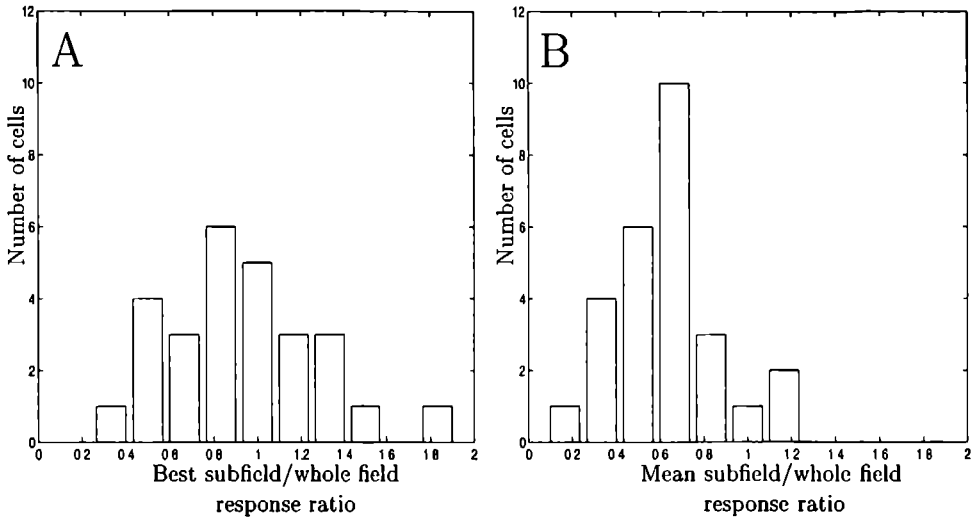 A
12
10
8
6
4
2
0
Number of cells
0 0 2 0 4 0 6 0 8 1 1 2 1 4 1 6 1 8 2
Best subfield/whole field
response ratio
B
12
10
8
6
4
2
0
Number of cells
0 0 2 0 4 0 6 0 8 1 1 2 1 4 1 6 1 8 2
Mean subfield/whole field
response ratio